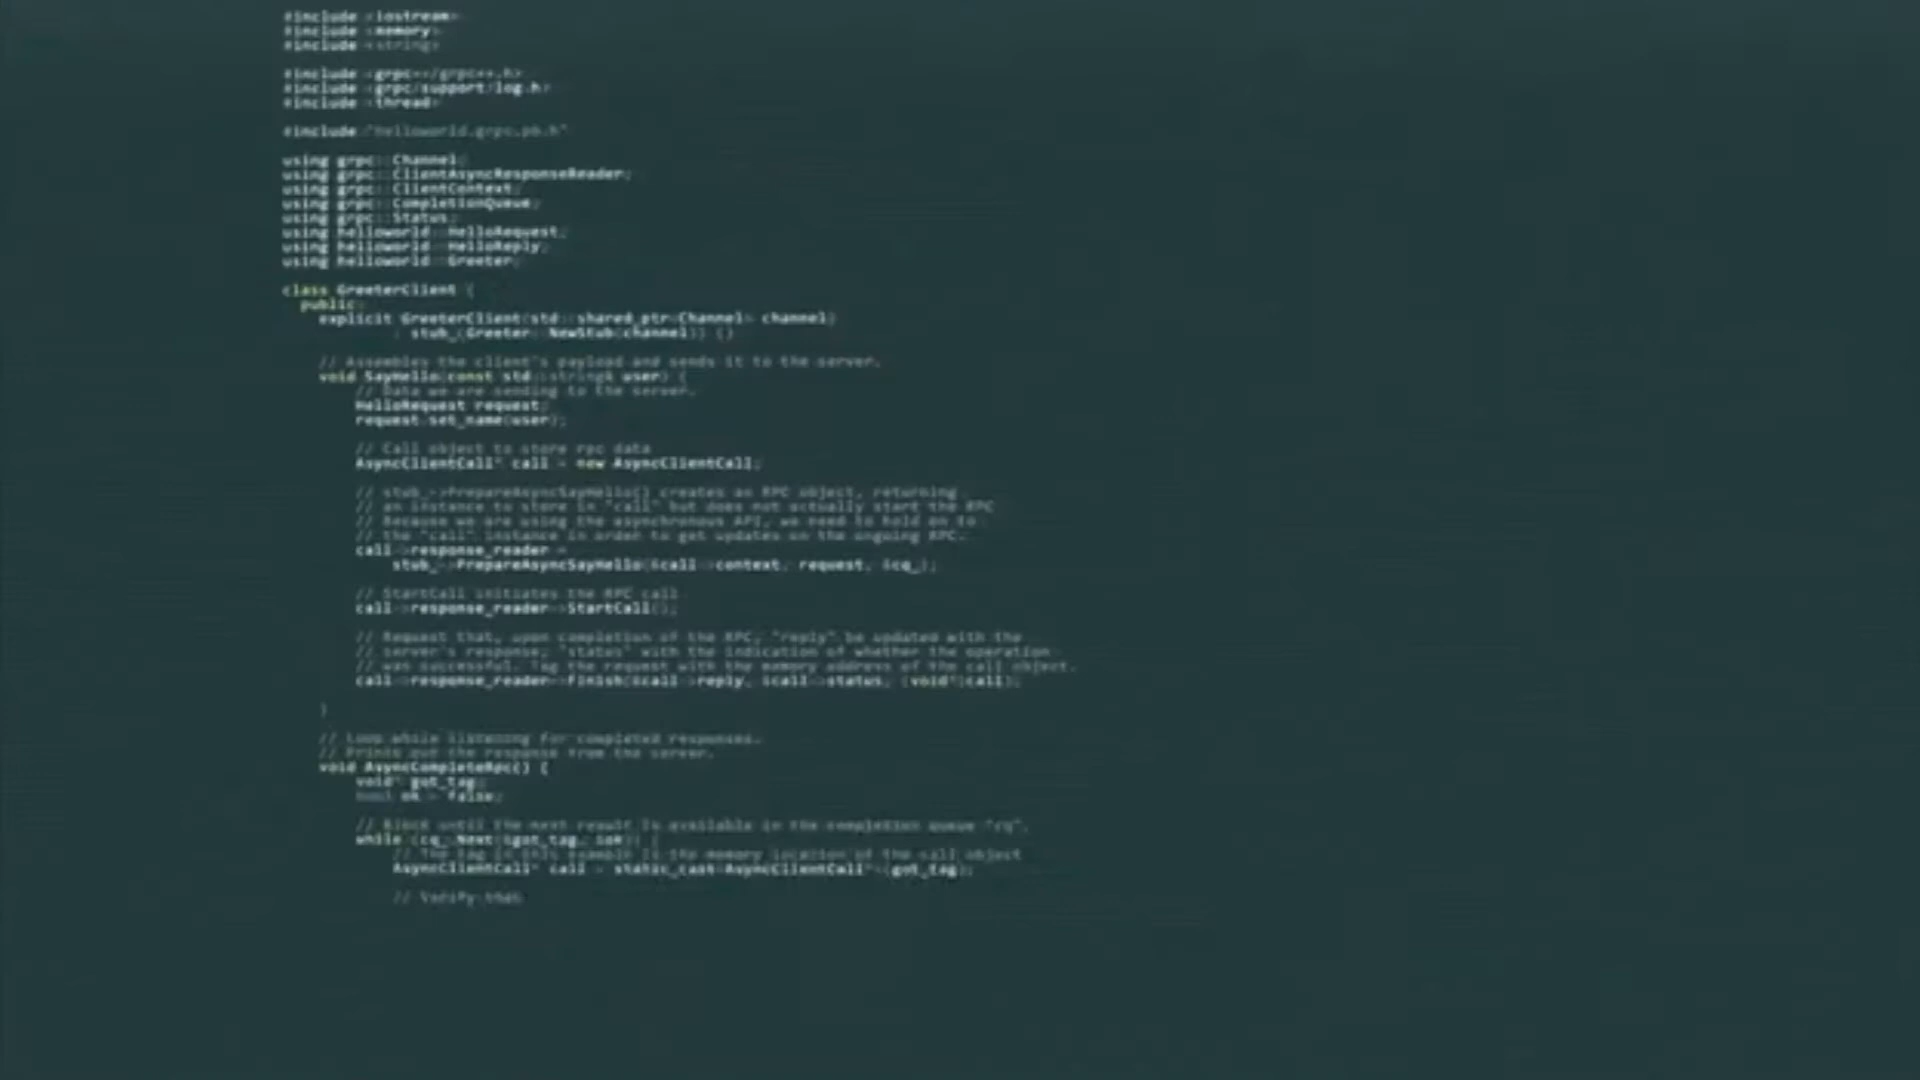 #include <iostream>
#include <memory>
#include <string>
#include <grpc++/grpc++.h>
#include <grpc/support/log.h>
#include <thread>
#include "helloworld.grpc.pb.h"
using grpc::Channel;
using grpc::ClientAsyncResponseReader;
using grpc::ClientContext;
using grpc::CompletionQueue;
using grpc::Status;
using helloworld::HelloRequest;
using helloworld::HelloReply;
using helloworld::Greeter;
class GreeterClient {
public:
explicit GreeterClient(std::shared_ptr<Channel> channel)
: stub_(Greeter::NewStub(channel)) {}
// Assembles the client's payload and sends it to the server.
void SayHello(const std::string& user) {
// Data we are sending to the server.
HelloRequest request;
request.set_name(user);
// Call object to store rpc data
AsyncClientCall* call = new AsyncClientCall;
// stub_->PrepareAsyncSayHello() creates an RPC object, returning
// an instance to store in "call" but does not actually start the RPC
// Because we are using the asynchronous API, we need to hold on to
// the "call" instance in order to get updates on the ongoing RPC.
call->response_reader =
stub_->PrepareAsyncSayHello(&call->context, request, &cq_);
// StartCall initiates the RPC call
call->response_reader->StartCall();
// Request that, upon completion of the RPC, "reply" be updated with the
// server's response; "status" with the indication of whether the operation
// was successful. Tag the request with the memory address of the call object.
call->response_reader->Finish(&call->reply, &call->status, (void*)call);
}
// Loop while listening for completed responses.
// Prints out the response from the server.
void AsyncCompleteRpc() {
void* got_tag;
bool ok = false;
// Block until the next result is available in the completion queue "cq".
while (cq_.Next(&got_tag, &ok)) {
// The tag in this example is the memory location of the call object
AsyncClientCall* call = static_cast<AsyncClientCall*>(got_tag);
// Verify that